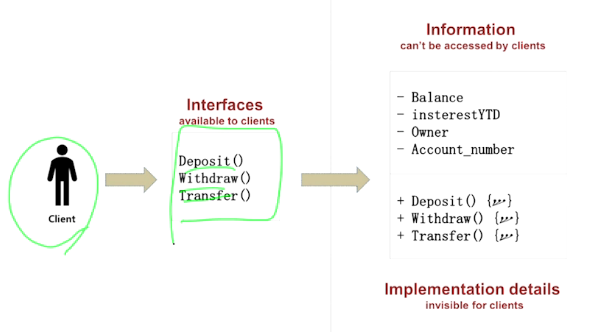 Client
Interfaces
available to clients
Deposit()
Withdraw()
Transfer()
Information
can't be accessed by clients
- Balance
- insterestYTD
- Owner
- Account_number
+ Deposit() {…}
+ Withdraw() {…}
+ Transfer() {…}
Implementation details
invisible for clients